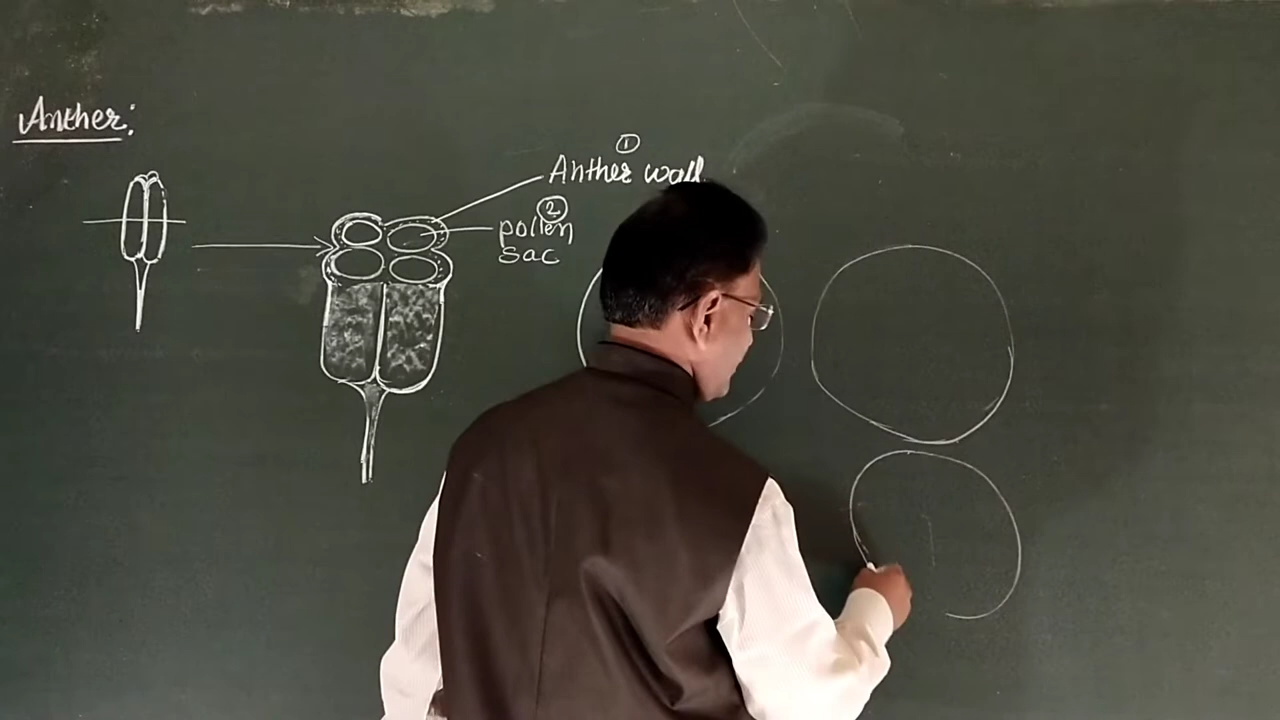 Anther:
①
Anther wall
②
pollen
sac